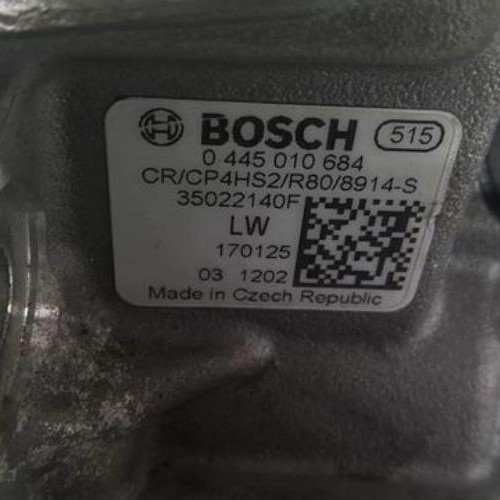 BOSCH 515
0 445 010 684
CR/CP4HS2/R80/8914-S
35022140F
LW
170125
03 1202
Made in Czech Republic